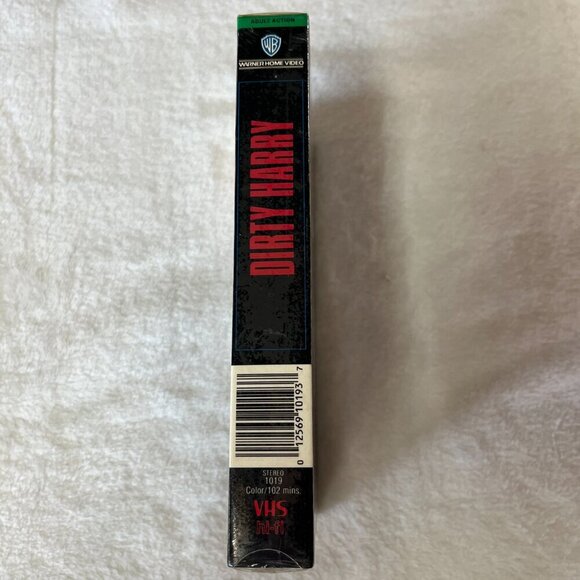 ADULT ACTION
WB
WARNER HOME VIDEO
DIRTY HARRY
0 12569 10193 7
STEREO
1019
Color/102 mins.
VHS
hi-fi